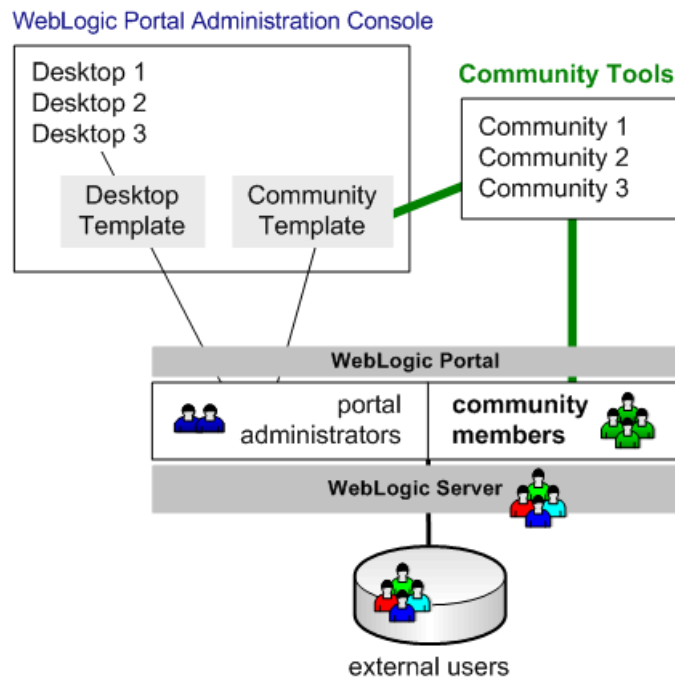 WebLogic Portal Administration Console
Desktop 1
Desktop 2
Desktop 3
Desktop
Template
Community
Template
Community Tools
Community 1
Community 2
Community 3
WebLogic Portal
portal
administrators
community
members
WebLogic Server
external users